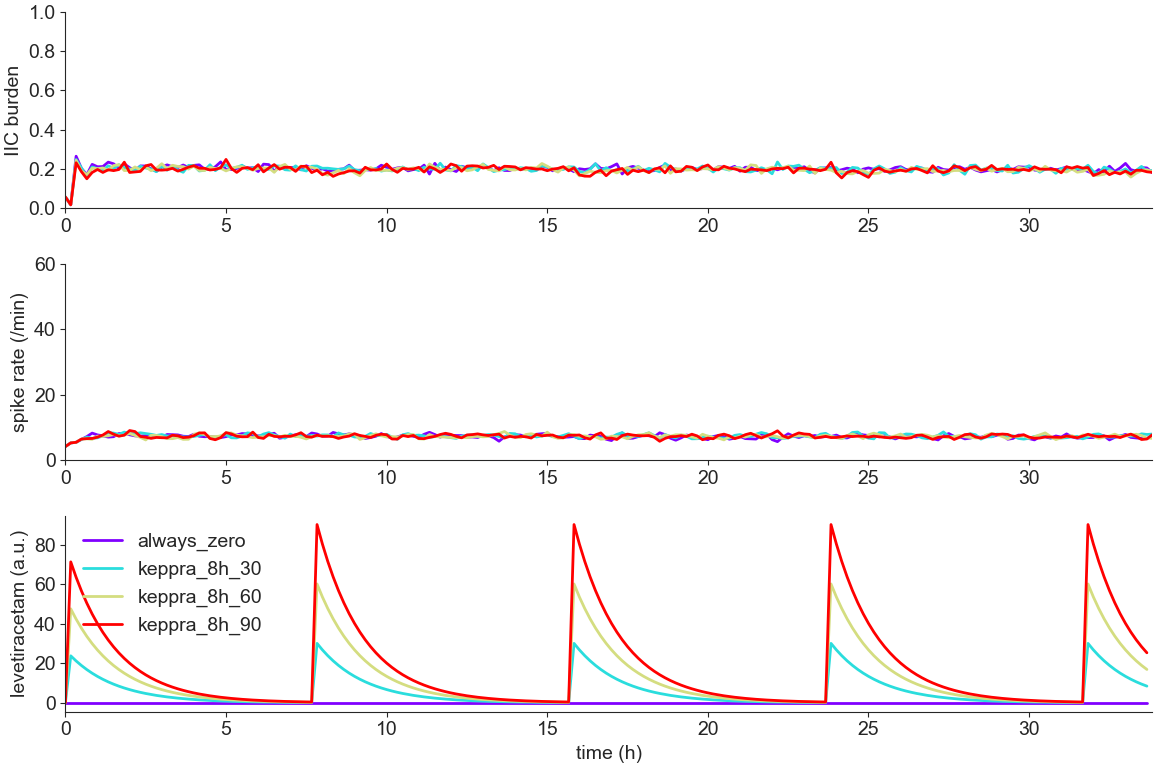 IIC burden
1.0
0.8
0.6
0.4
0.2
0.0
0 5 10 15 20 25 30
spike rate (/min)
60
40
20
0
0 5 10 15 20 25 30
levetiracetam (a.u.)
80
60
40
20
0
always_zero
keppra_8h_30
keppra_8h_60
keppra_8h_90
0 5 10 15 20 25 30
time (h)